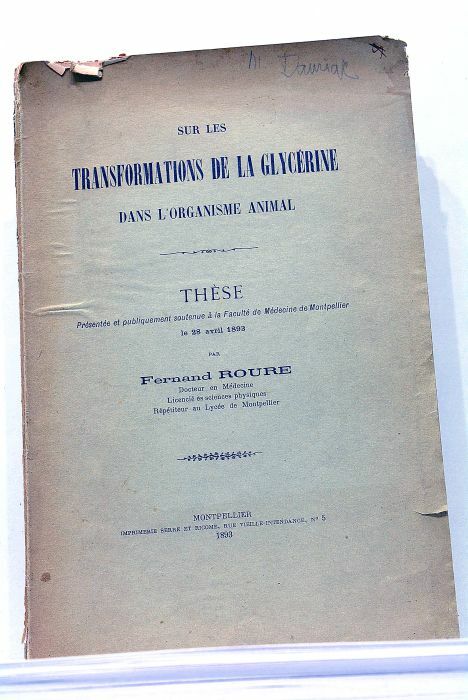 SUR LES
TRANSFORMATIONS DE LA GLYCÉRINE
DANS L'ORGANISME ANIMAL
THÈSE
Présentée et publiquement soutenue à la Faculté de Médecine de Montpellier
le 28 avril 1893
PAR
Fernand ROURE
Docteur en Médecine
Licencié ès sciences physiques
Répétiteur au Lycée de Montpellier
MONTPELLIER
IMPRIMERIE SERRE ET RICOME, RUE VIEILLE-INTENDANCE, Nº 5
1893